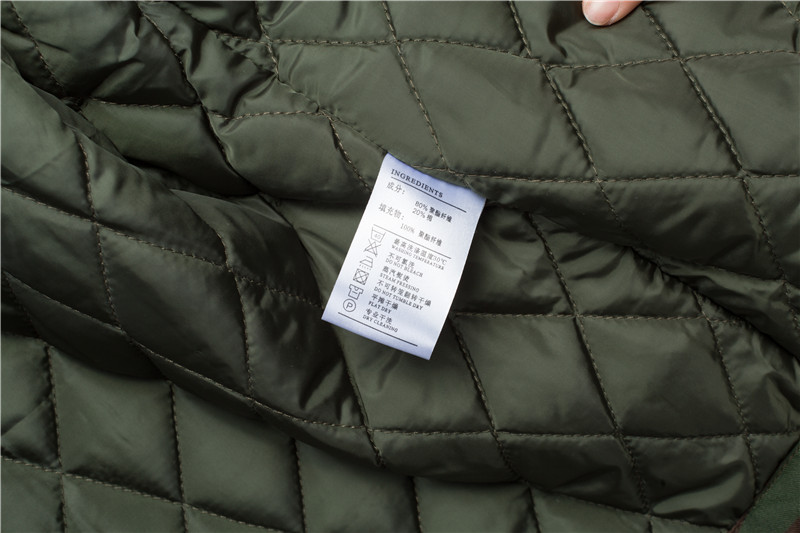 INGREDIENTS
成分: 80% 聚酯纤维
20% 棉
填充物:
100% 聚酯纤维
最高洗涤温度30℃
WASHING TEMPERATURE
不可氯洗
DO NOT BLEACH
蒸汽熨烫
STEAM PRESSING
不可转笼翻转干燥
DO NOT TUMBLE DRY
平摊干燥
FLAT DRY
专业干洗
DRY CLEANING
P